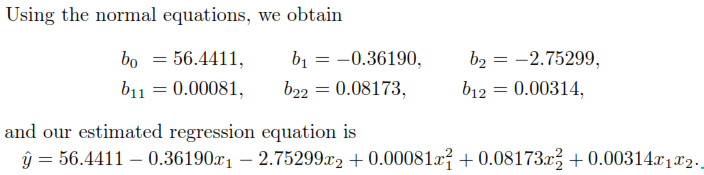 Using the normal equations, we obtain
b₀ = 56.4411, b₁ = −0.36190, b₂ = −2.75299,
b₁₁ = 0.00081, b₂₂ = 0.08173, b₁₂ = 0.00314,
and our estimated regression equation is
ŷ = 56.4411 − 0.36190x₁ − 2.75299x₂ + 0.00081x₁² + 0.08173x₂² + 0.00314x₁x₂.